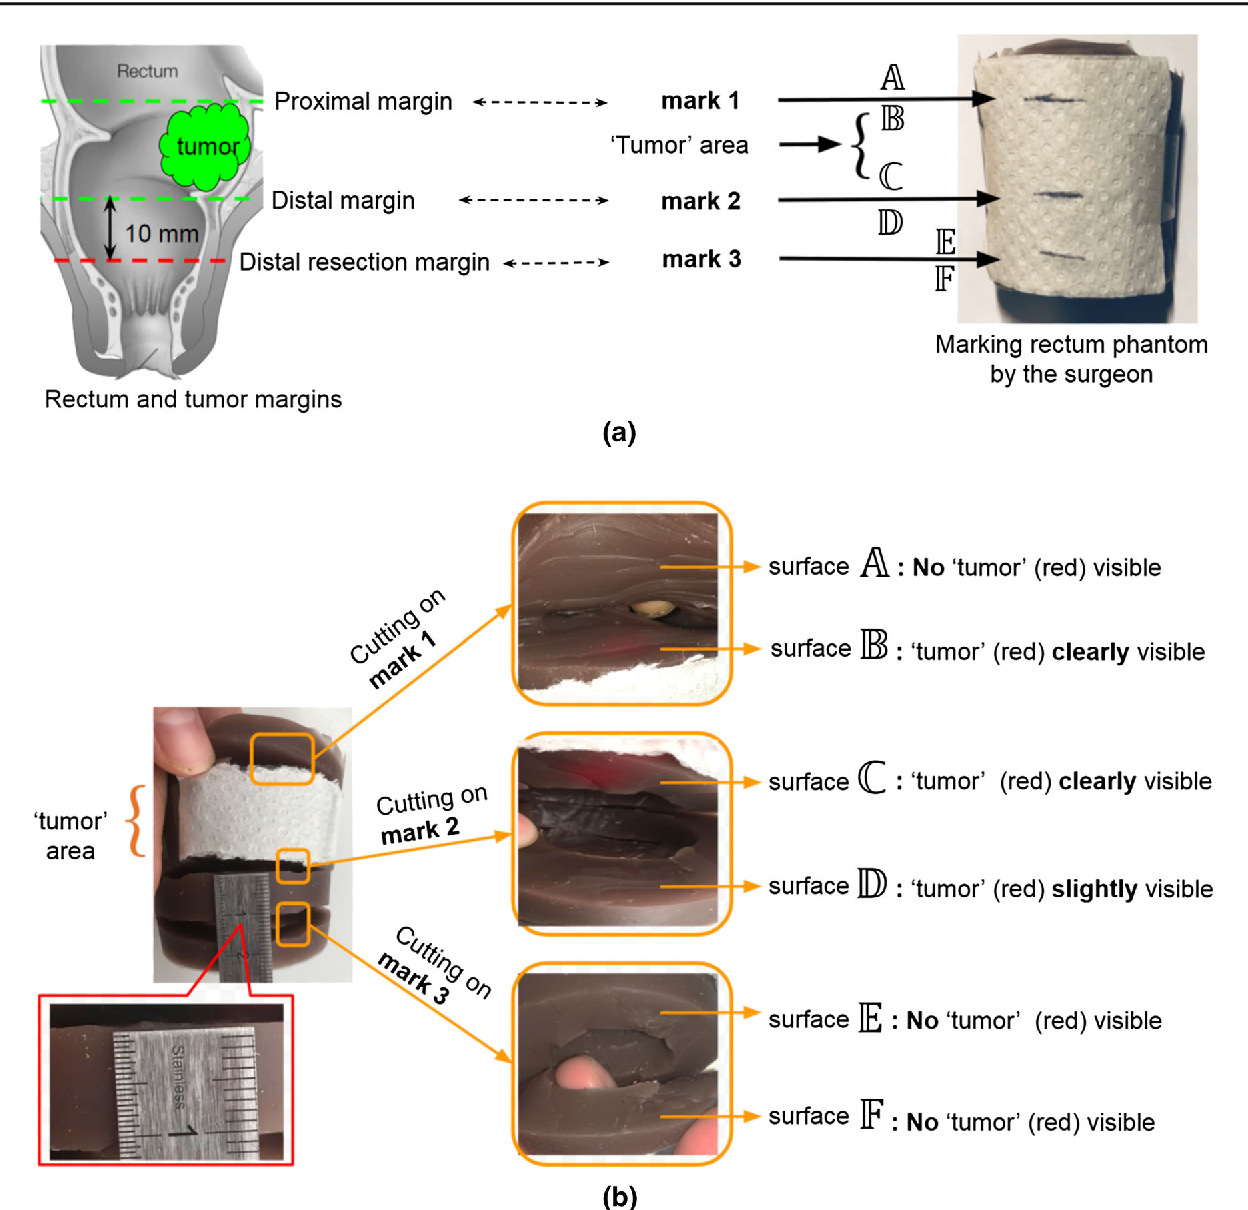 Rectum
tumor
10 mm
Proximal margin
Distal margin
Distal resection margin
mark 1
‘Tumor’ area
mark 2
mark 3
𝔸
𝔹
ℂ
𝔻
𝔼
𝔽
Rectum and tumor margins
Marking rectum phantom
by the surgeon
(a)
‘tumor’
area
Cutting on
mark 1
Cutting on
mark 2
Cutting on
mark 3
1
2
Stainless
1
surface 𝔸 : No ‘tumor’ (red) visible
surface 𝔹 : ‘tumor’ (red) clearly visible
surface ℂ : ‘tumor’ (red) clearly visible
surface 𝔻 : ‘tumor’ (red) slightly visible
surface 𝔼 : No ‘tumor’ (red) visible
surface 𝔽 : No ‘tumor’ (red) visible
(b)